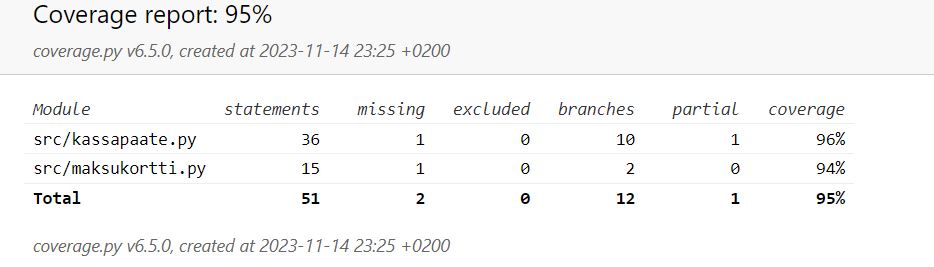 Coverage report: 95%
coverage.py v6.5.0, created at 2023-11-14 23:25 +0200
Module statements missing excluded branches partial coverage
src/kassapaate.py 36 1 0 10 1 96%
src/maksukortti.py 15 1 0 2 0 94%
Total 51 2 0 12 1 95%
coverage.py v6.5.0, created at 2023-11-14 23:25 +0200